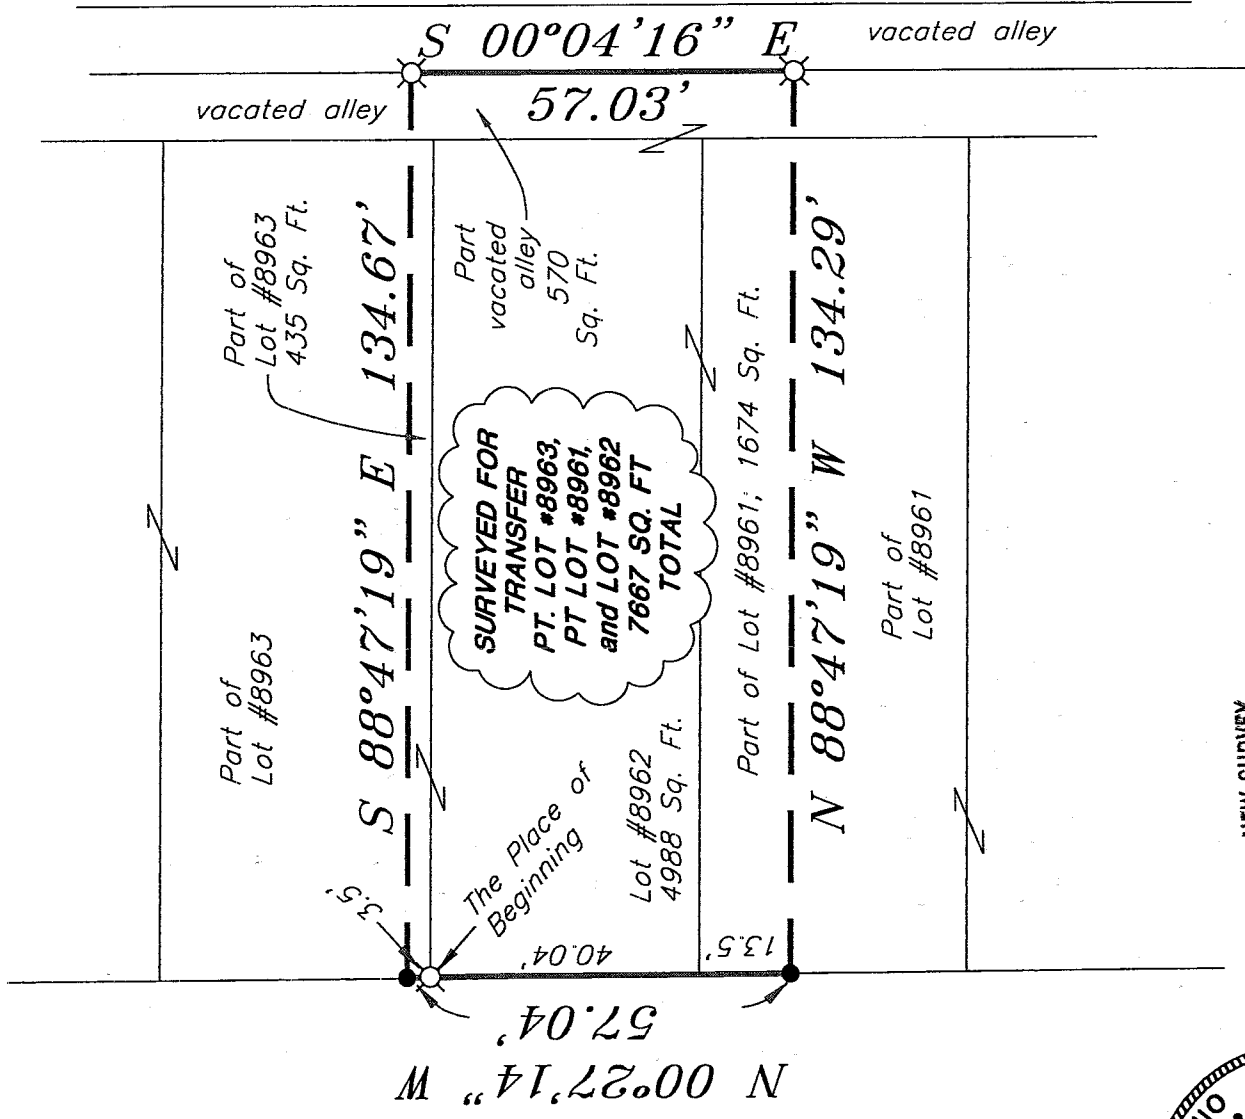 S 00°04'16" E
vacated alley
57.03'
vacated alley
Part of
Lot #8963
435 Sq. Ft.
S 88°47'19" E 134.67'
Part
vacated
alley
570
Sq. Ft.
SURVEYED FOR
TRANSFER
PT. LOT #8963,
PT LOT #8961,
and LOT #8962
7667 SQ. FT
TOTAL
Part of Lot #8961; 1674 Sq. Ft.
N 88°47'19" W 134.29'
Part of
Lot #8961
Part of
Lot #8963
The Place of
Beginning
Lot #8962
4988 Sq. Ft.
3.5'
40.04'
13.5'
57.04'
N 00°27'14" W